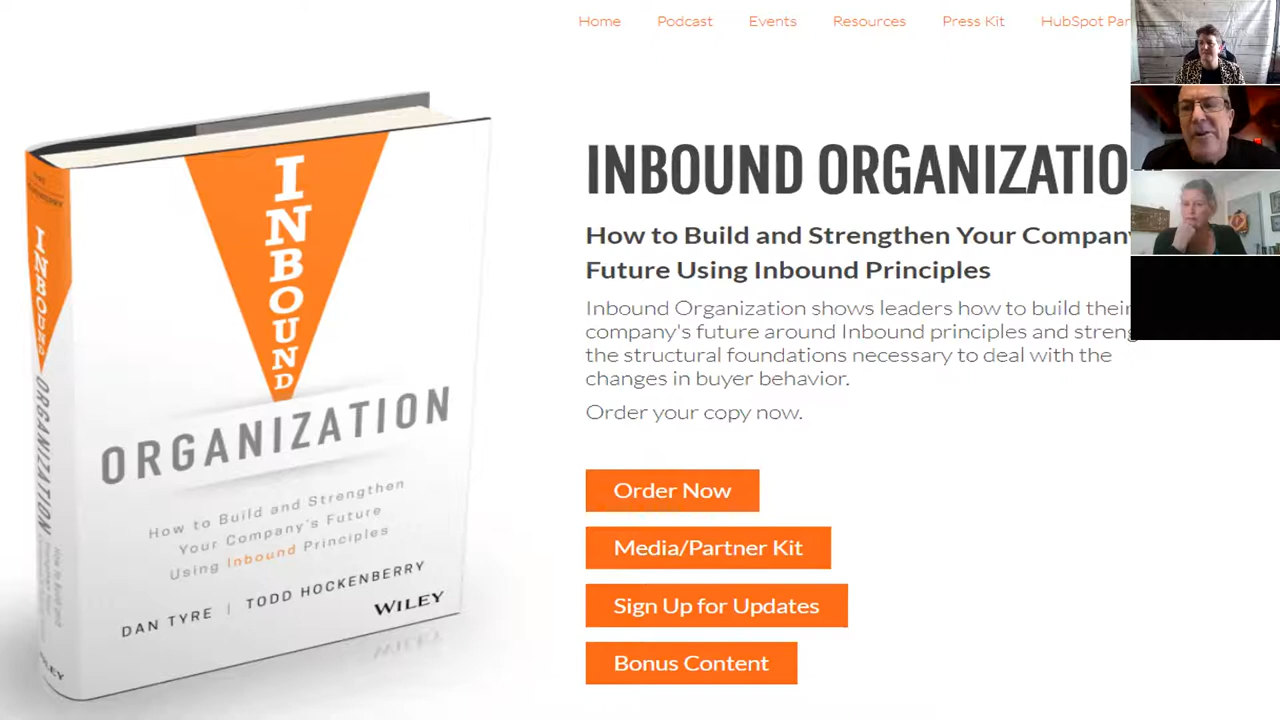 Home Podcast Events Resources Press Kit HubSpot Par
INBOUND
ORGANIZATION
How to Build and Strengthen
Your Company's Future
Using Inbound Principles
DAN TYRE | TODD HOCKENBERRY
WILEY
INBOUND ORGANIZATION
INBOUND ORGANIZATIO
How to Build and Strengthen Your Company
Future Using Inbound Principles
Inbound Organization shows leaders how to build their
company's future around Inbound principles and streng
the structural foundations necessary to deal with the
changes in buyer behavior.
Order your copy now.
Order Now
Media/Partner Kit
Sign Up for Updates
Bonus Content